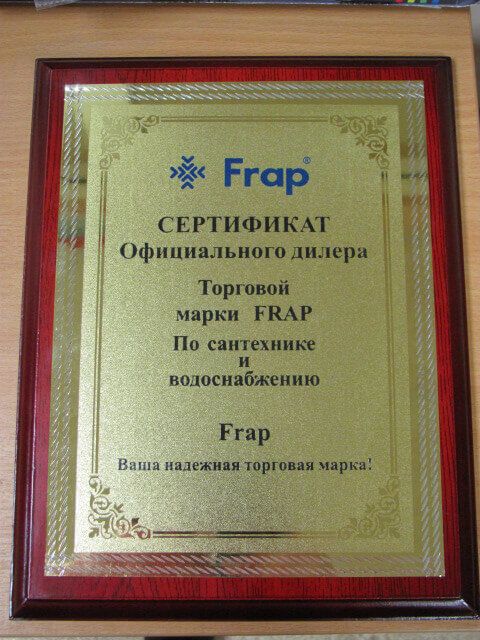 Frap®
СЕРТИФИКАТ
Официального дилера
Торговой
марки FRAP
По сантехнике
и
водоснабжению
Frap
Ваша надежная торговая марка!